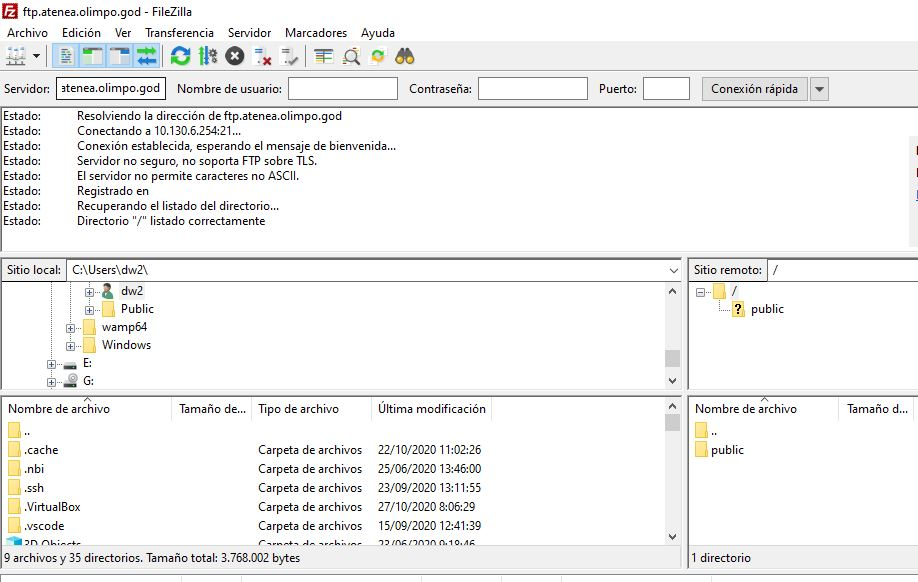 ftp.atenea.olimpo.god - FileZilla
Archivo Edición Ver Transferencia Servidor Marcadores Ayuda
Servidor: atenea.olimpo.god Nombre de usuario: Contraseña: Puerto: Conexión rápida
Estado: Resolviendo la dirección de ftp.atenea.olimpo.god
Estado: Conectando a 10.130.6.254:21...
Estado: Conexión establecida, esperando el mensaje de bienvenida...
Estado: Servidor no seguro, no soporta FTP sobre TLS.
Estado: El servidor no permite caracteres no ASCII.
Estado: Registrado en
Estado: Recuperando el listado del directorio...
Estado: Directorio "/" listado correctamente
Sitio local: C:\Users\dw2\
dw2
Public
wamp64
Windows
E:
G:
Sitio remoto: /
/
? public
Nombre de archivo Tamaño de... Tipo de archivo Última modificación
..
.cache Carpeta de archivos 22/10/2020 11:02:26
.nbi Carpeta de archivos 25/06/2020 13:46:00
.ssh Carpeta de archivos 23/09/2020 13:11:55
.VirtualBox Carpeta de archivos 27/10/2020 8:06:29
.vscode Carpeta de archivos 15/09/2020 12:41:39
3D Objects Carpeta de archivos 23/06/2020 9:18:46
9 archivos y 35 directorios. Tamaño total: 3.768.002 bytes
Nombre de archivo Tamaño d...
..
public
1 directorio